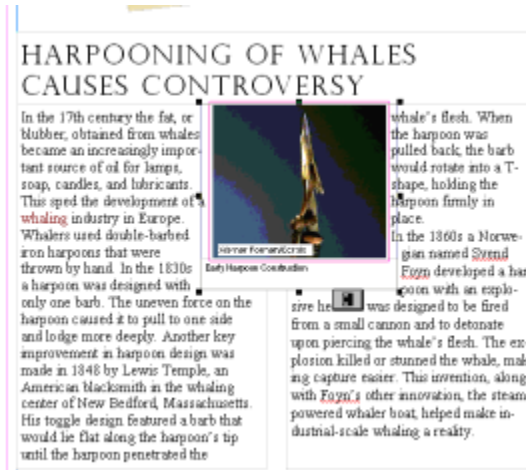 HARPOONING OF WHALES
CAUSES CONTROVERSY
In the 17th century the fat, or
blubber, obtained from whales
became an increasingly impor-
tant source of oil for lamps,
soap, candles, and lubricants.
This sped the development of a
whaling industry in Europe.
Whalers used double-barbed
iron harpoons that were
thrown by hand. In the 1830s
a harpoon was designed with
only one barb. The uneven force on the
harpoon caused it to pull to one side
and lodge more deeply. Another key
improvement in harpoon design was
made in 1848 by Lewis Temple, an
American blacksmith in the whaling
center of New Bedford, Massachusetts.
His toggle design featured a barb that
would lie flat along the harpoon's tip
until the harpoon penetrated the
Early Harpoon Construction
whale's flesh. When
the harpoon was
pulled back, the barb
would rotate into a T-
shape, holding the
harpoon firmly in
place.
In the 1860s a Norwe-
gian named Svend
Foyn developed a har
poon with an explo-
sive he was designed to be fired
from a small cannon and to detonate
upon piercing the whale's flesh. The ex-
plosion killed or stunned the whale, mak
ing capture easier. This invention, along
with Foyn's other innovation, the steam
powered whaler boat, helped make in-
dustrial-scale whaling a reality.